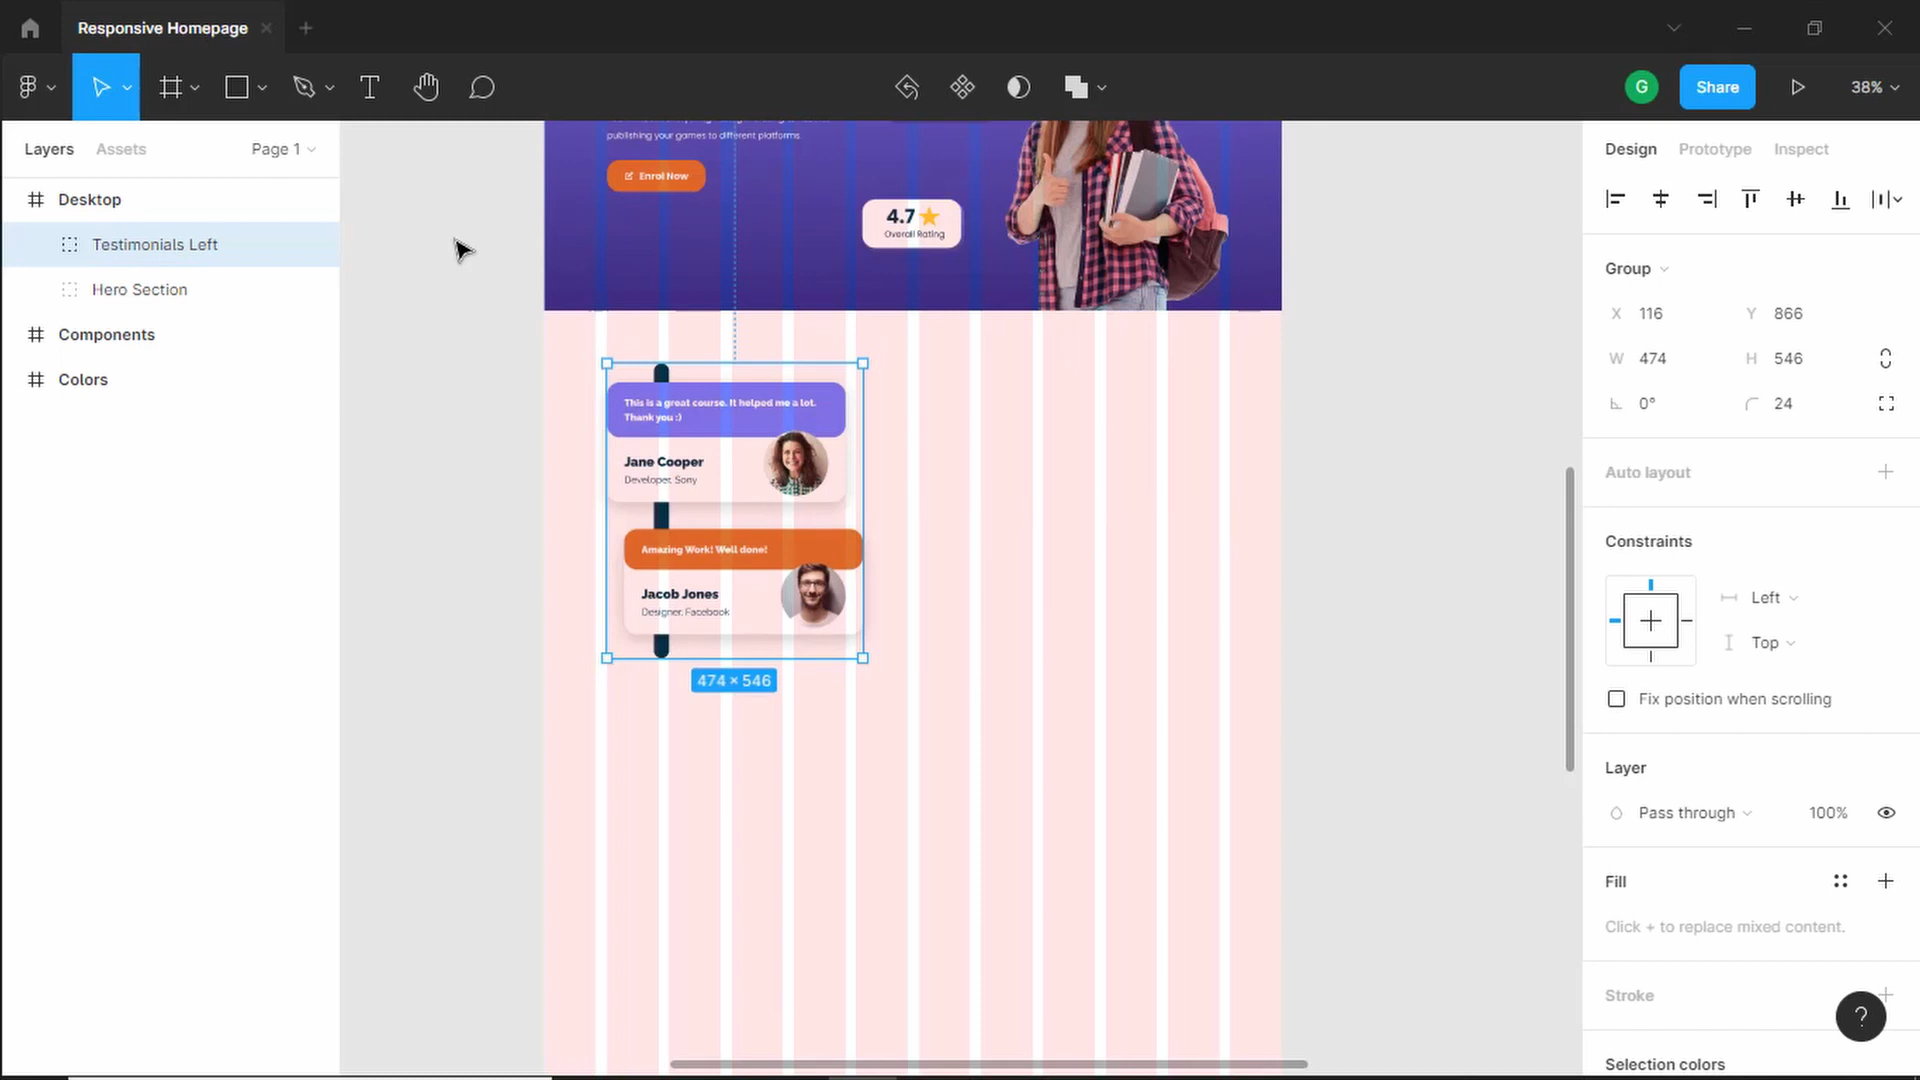 Responsive Homepage
G
Share
38%
Layers
Assets
Page 1
Desktop
Testimonials Left
Hero Section
Components
Colors
publishing your games to different platforms
Enrol Now
4.7
Overall Rating
This is a great course. It helped me a lot.
Thank you :)
Jane Cooper
Developer, Sony
Amazing Work! Well done!
Jacob Jones
Designer, Facebook
474 × 546
Design
Prototype
Inspect
Group
X 116
Y 866
W 474
H 546
0°
24
Auto layout
Constraints
Left
Top
Fix position when scrolling
Layer
Pass through
100%
Fill
Click + to replace mixed content.
Stroke
?
Selection colors